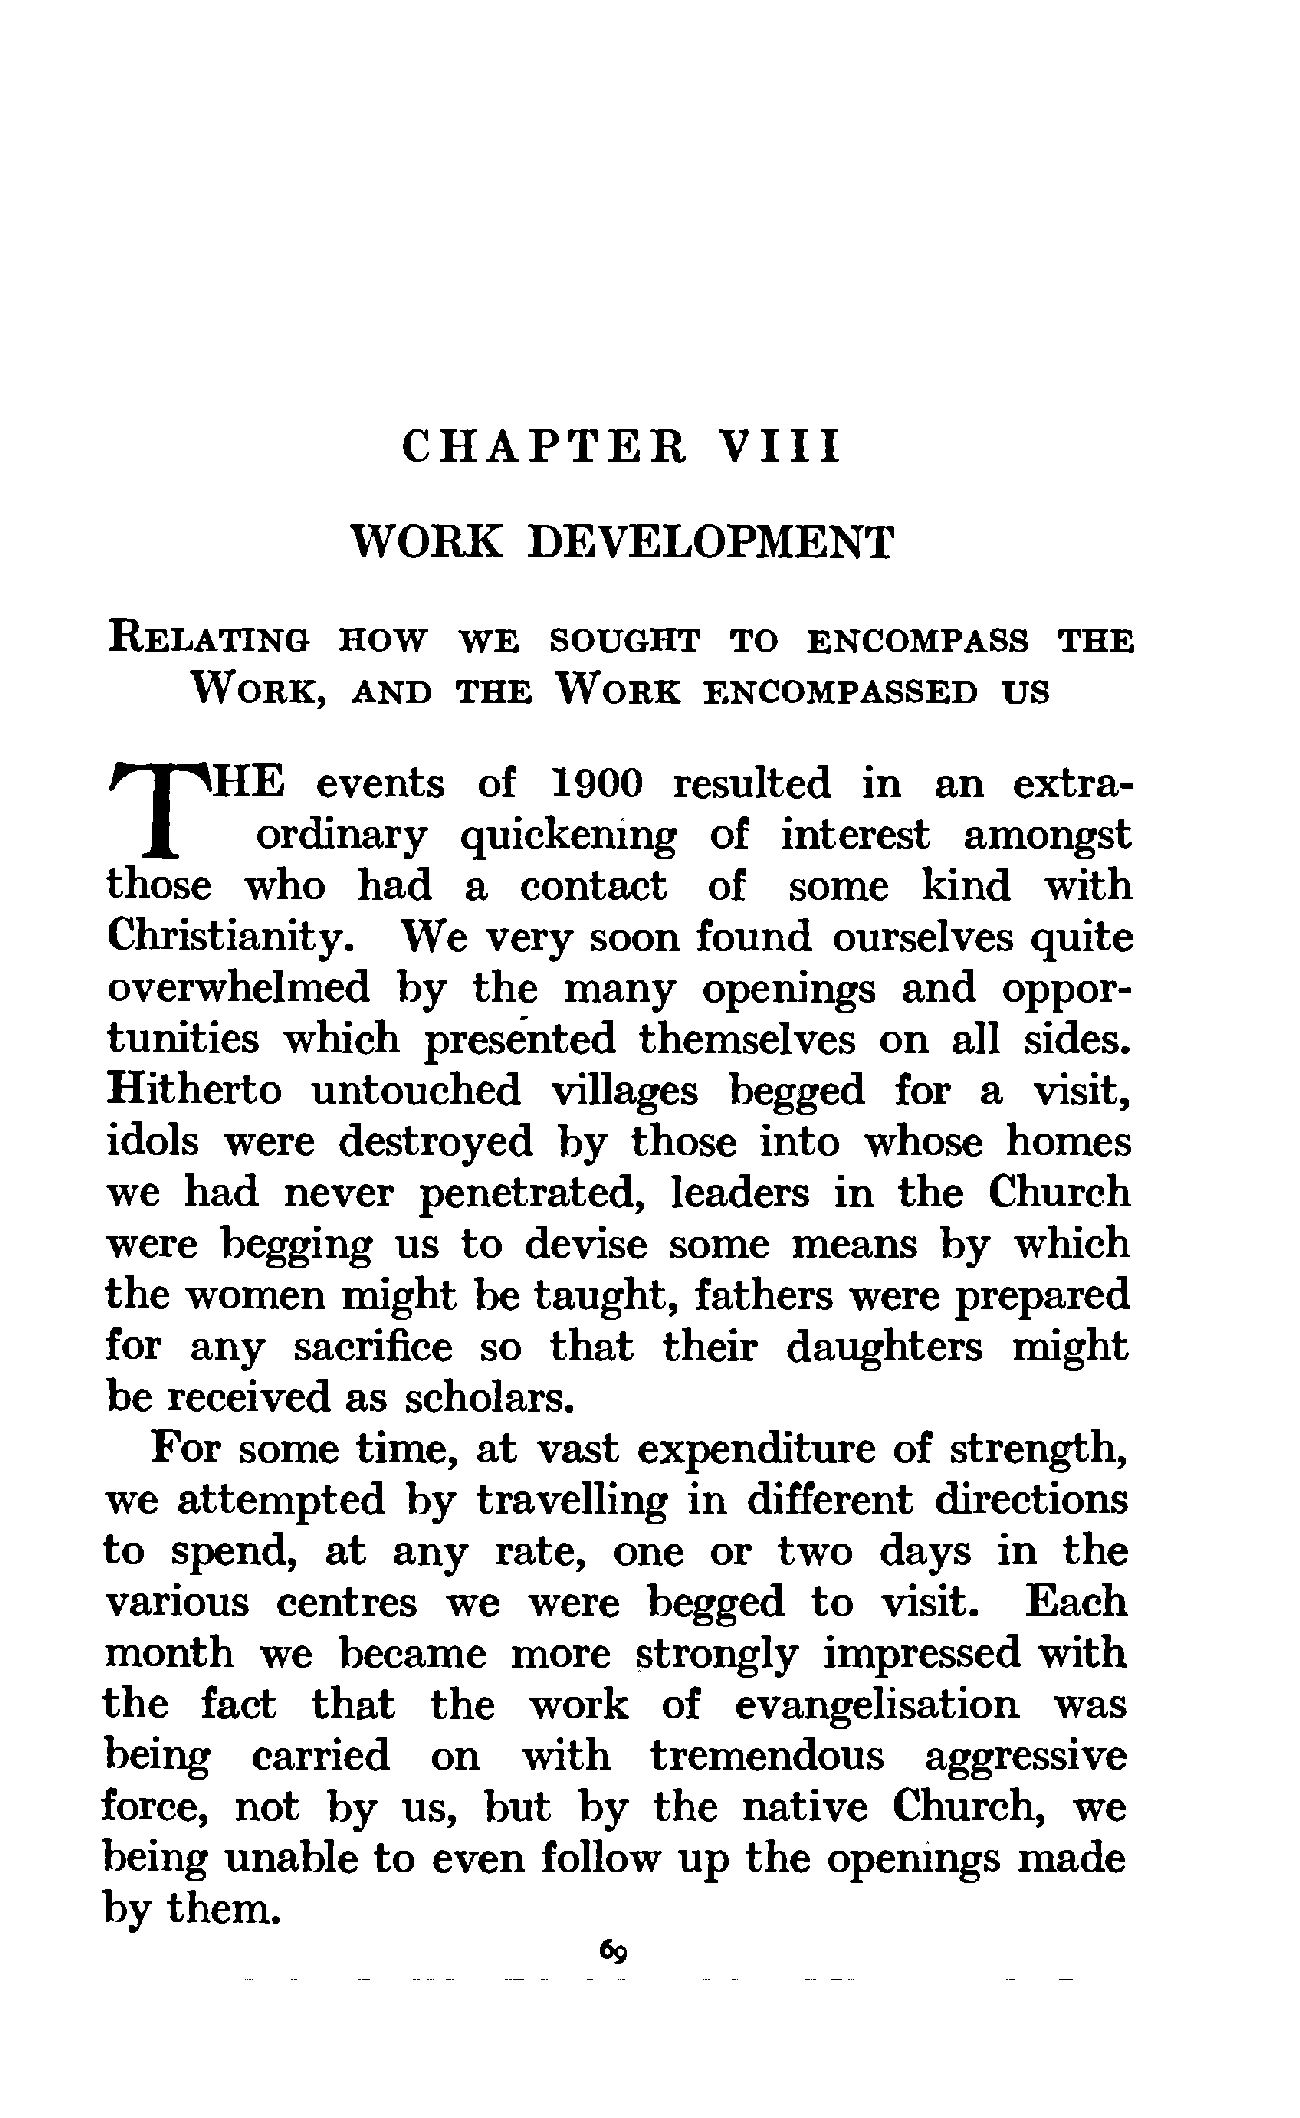 CHAPTER VIII
WORK DEVELOPMENT
RELATING HOW WE SOUGHT TO ENCOMPASS THE
WORK, AND THE WORK ENCOMPASSED US
THE events of 1900 resulted in an extra-
ordinary quickening of interest amongst
those who had a contact of some kind with
Christianity. We very soon found ourselves quite
overwhelmed by the many openings and oppor-
tunities which presented themselves on all sides.
Hitherto untouched villages begged for a visit,
idols were destroyed by those into whose homes
we had never penetrated, leaders in the Church
were begging us to devise some means by which
the women might be taught, fathers were prepared
for any sacrifice so that their daughters might
be received as scholars.
For some time, at vast expenditure of strength,
we attempted by travelling in different directions
to spend, at any rate, one or two days in the
various centres we were begged to visit. Each
month we became more strongly impressed with
the fact that the work of evangelisation was
being carried on with tremendous aggressive
force, not by us, but by the native Church, we
being unable to even follow up the openings made
by them.
69